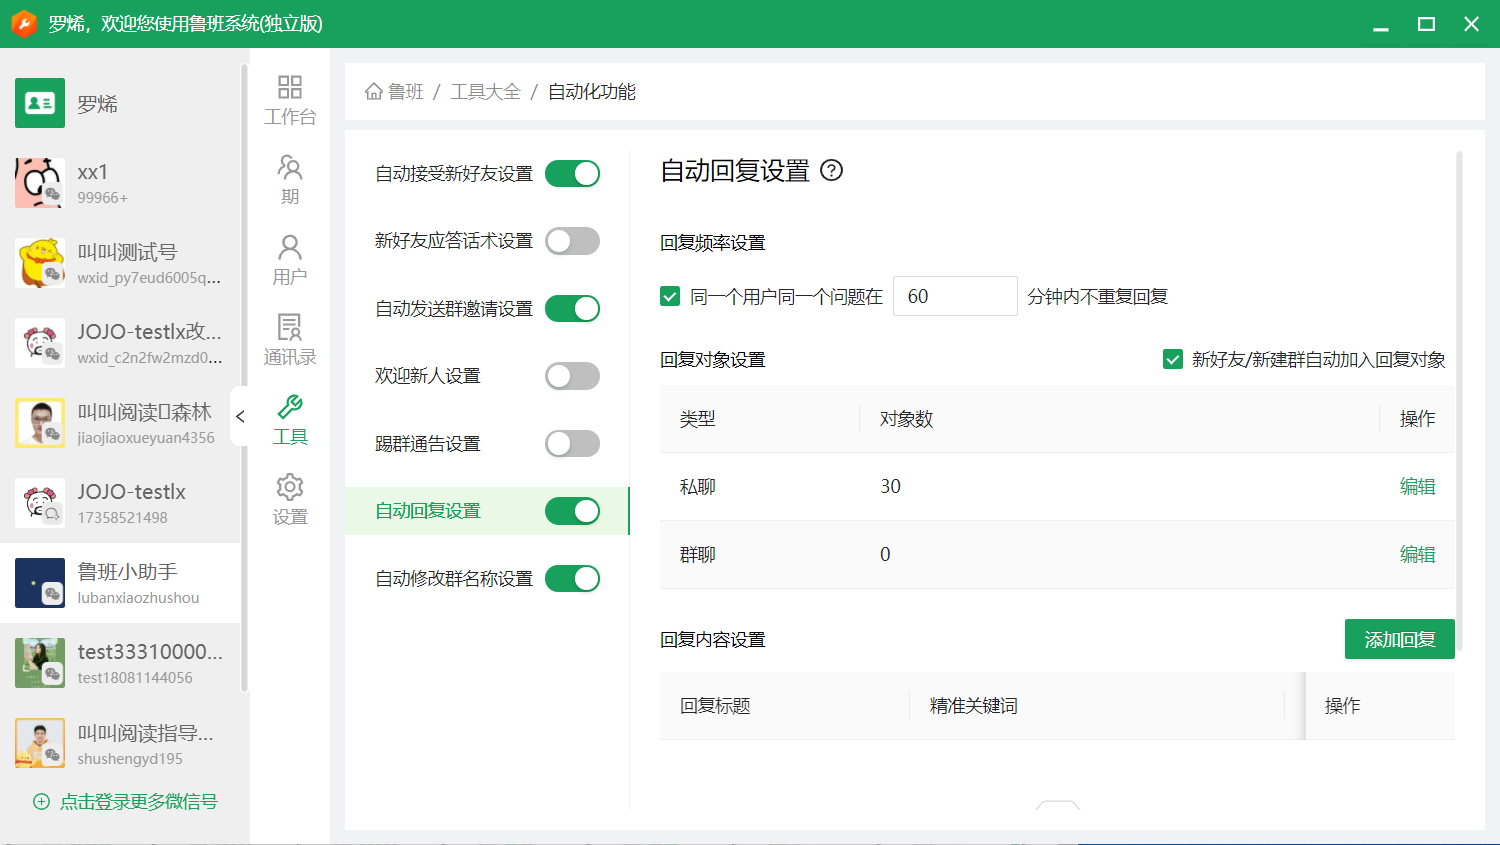 罗烯，欢迎您使用鲁班系统(独立版)
罗烯
xx1
99966+
叫叫测试号
wxid_py7eud6005q...
JOJO-testlx改...
wxid_c2n2fw2mzd0...
叫叫阅读▯森林
jiaojiaoxueyuan4356
JOJO-testlx
17358521498
鲁班小助手
lubanxiaozhushou
test33310000...
test18081144056
叫叫阅读指导...
shushengyd195
点击登录更多微信号
工作台
期
用户
通讯录
工具
设置
鲁班 / 工具大全 / 自动化功能
自动接受新好友设置
新好友应答话术设置
自动发送群邀请设置
欢迎新人设置
踢群通告设置
自动回复设置
自动修改群名称设置
自动回复设置
回复频率设置
同一个用户同一个问题在 60 分钟内不重复回复
回复对象设置 新好友/新建群自动加入回复对象
类型 对象数 操作
私聊 30 编辑
群聊 0 编辑
回复内容设置 添加回复
回复标题 精准关键词 操作